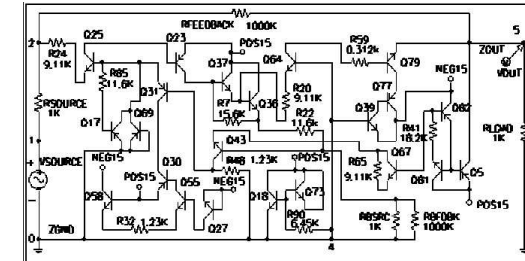 RFEEDBACK 1000K
5
2
Q25
Q23
POS15
RS9
0.312k
ZOUT
VOUT
R24
9.11K
R85
11.6k
Q31
Q37
Q64
Q79
NEG15
Q77
R20
9.11K
RSOURCE
1K
Q17
Q69
R7
15.6K
Q36
R22
11.6k
Q39
R41
18.2K
Q82
RLOAD
1K
1
VSOURCE
NEG15
Q43
Q67
Q30
R48 1.23K
POS15
R65
9.11K
Q81
Q5
Q58
POS15
Q55
NEG15
Q18
Q73
POS15
R32 1.23K
Q27
R90
6.45K
RBSRC
1K
RBFDBK
1000K
0
ZGND
4